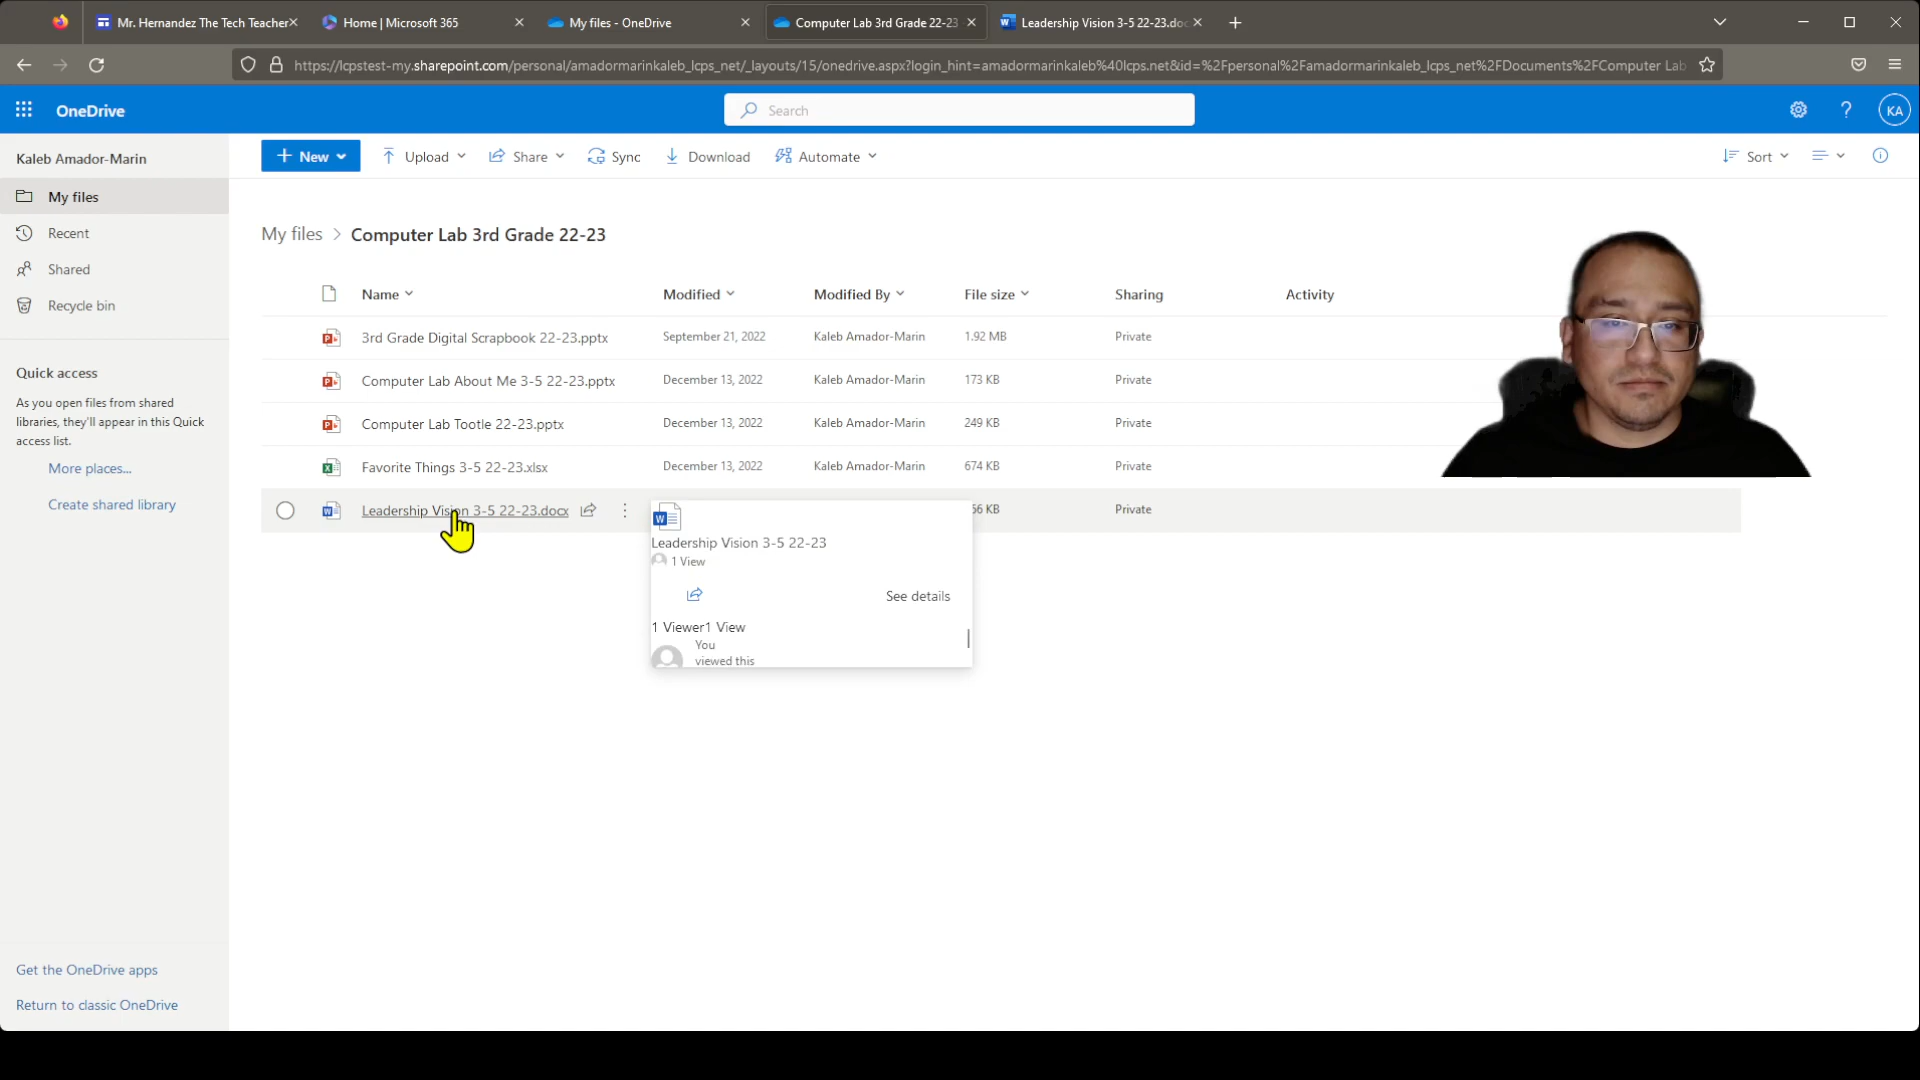 Mr. Hernandez The Tech Teacher
Home | Microsoft 365
My files - OneDrive
Computer Lab 3rd Grade 22-23
Leadership Vision 3-5 22-23.doc
https://lcpstest-my.sharepoint.com/personal/amadormarinkaleb_lcps_net/_layouts/15/onedrive.aspx?login_hint=amadormarinkaleb%40lcps.net&id=%2Fpersonal%2Famadormarinkaleb_lcps_net%2FDocuments%2FComputer Lab
OneDrive
Search
KA
Kaleb Amador-Marin
New
Upload
Share
Sync
Download
Automate
Sort
My files
Recent
Shared
Recycle bin
Quick access
As you open files from shared
libraries, they'll appear in this Quick
access list.
More places...
Create shared library
My files > Computer Lab 3rd Grade 22-23
Name
Modified
Modified By
File size
Sharing
Activity
3rd Grade Digital Scrapbook 22-23.pptx
September 21, 2022
Kaleb Amador-Marin
1.92 MB
Private
Computer Lab About Me 3-5 22-23.pptx
December 13, 2022
Kaleb Amador-Marin
173 KB
Private
Computer Lab Tootle 22-23.pptx
December 13, 2022
Kaleb Amador-Marin
249 KB
Private
Favorite Things 3-5 22-23.xlsx
December 13, 2022
Kaleb Amador-Marin
674 KB
Private
Leadership Vision 3-5 22-23.docx
KB
Private
Leadership Vision 3-5 22-23
1 View
See details
1 Viewer1 View
You
viewed this
Get the OneDrive apps
Return to classic OneDrive